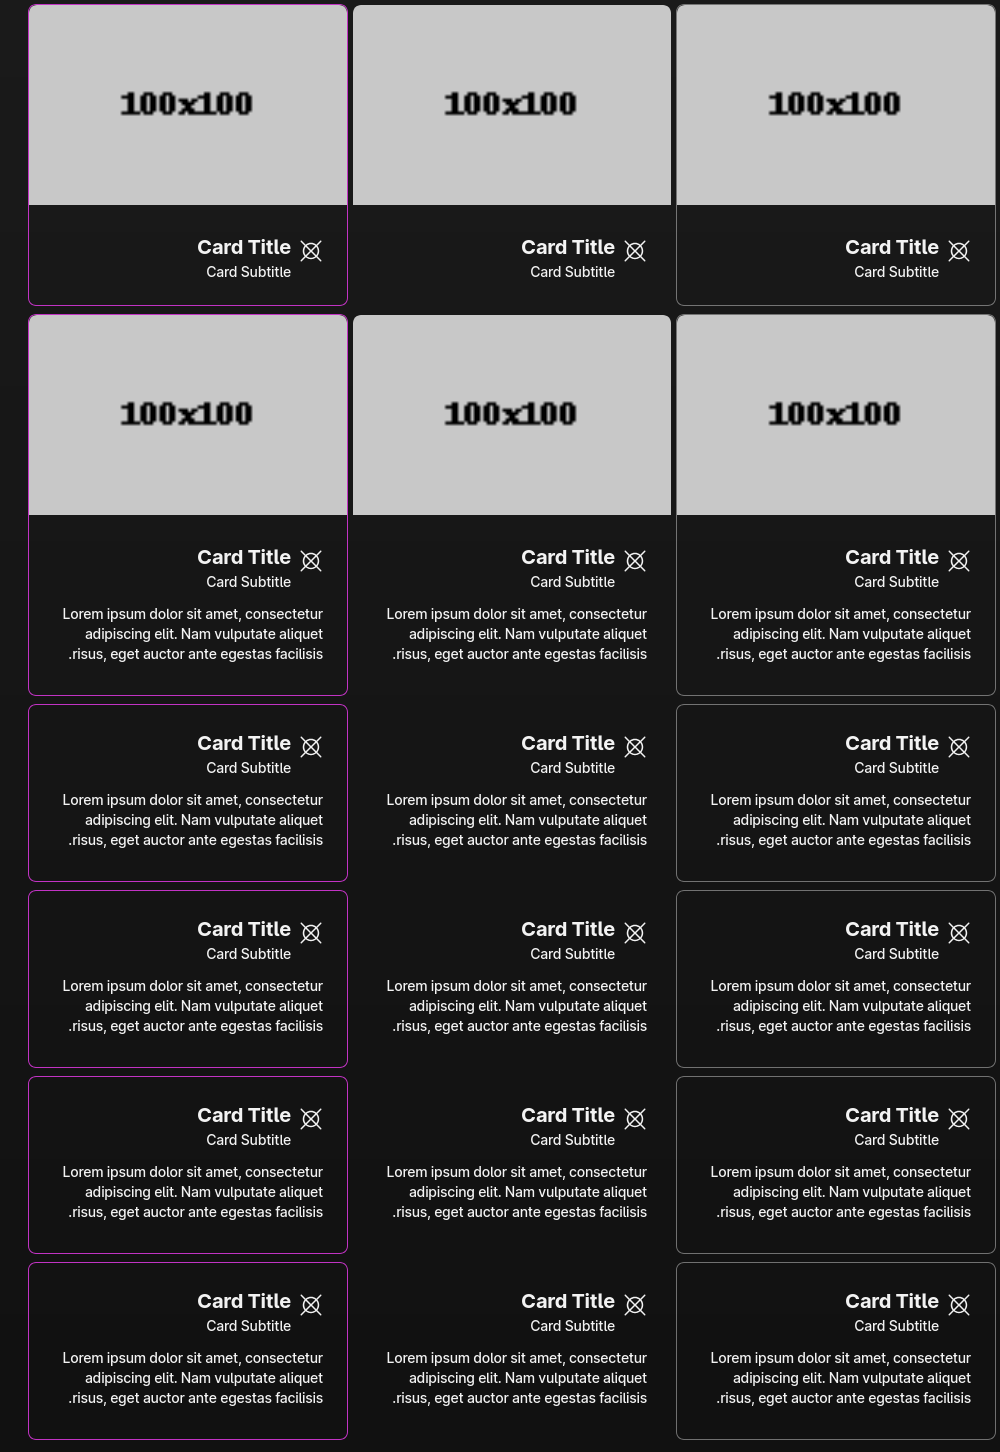 100x100
Card Title
Card Subtitle
100x100
Card Title
Card Subtitle
100x100
Card Title
Card Subtitle
100x100
Card Title
Card Subtitle
Lorem ipsum dolor sit amet, consectetur
adipiscing elit. Nam vulputate aliquet
.risus, eget auctor ante egestas facilisis
100x100
Card Title
Card Subtitle
Lorem ipsum dolor sit amet, consectetur
adipiscing elit. Nam vulputate aliquet
.risus, eget auctor ante egestas facilisis
100x100
Card Title
Card Subtitle
Lorem ipsum dolor sit amet, consectetur
adipiscing elit. Nam vulputate aliquet
.risus, eget auctor ante egestas facilisis
Card Title
Card Subtitle
Lorem ipsum dolor sit amet, consectetur
adipiscing elit. Nam vulputate aliquet
.risus, eget auctor ante egestas facilisis
Card Title
Card Subtitle
Lorem ipsum dolor sit amet, consectetur
adipiscing elit. Nam vulputate aliquet
.risus, eget auctor ante egestas facilisis
Card Title
Card Subtitle
Lorem ipsum dolor sit amet, consectetur
adipiscing elit. Nam vulputate aliquet
.risus, eget auctor ante egestas facilisis
Card Title
Card Subtitle
Lorem ipsum dolor sit amet, consectetur
adipiscing elit. Nam vulputate aliquet
.risus, eget auctor ante egestas facilisis
Card Title
Card Subtitle
Lorem ipsum dolor sit amet, consectetur
adipiscing elit. Nam vulputate aliquet
.risus, eget auctor ante egestas facilisis
Card Title
Card Subtitle
Lorem ipsum dolor sit amet, consectetur
adipiscing elit. Nam vulputate aliquet
.risus, eget auctor ante egestas facilisis
Card Title
Card Subtitle
Lorem ipsum dolor sit amet, consectetur
adipiscing elit. Nam vulputate aliquet
.risus, eget auctor ante egestas facilisis
Card Title
Card Subtitle
Lorem ipsum dolor sit amet, consectetur
adipiscing elit. Nam vulputate aliquet
.risus, eget auctor ante egestas facilisis
Card Title
Card Subtitle
Lorem ipsum dolor sit amet, consectetur
adipiscing elit. Nam vulputate aliquet
.risus, eget auctor ante egestas facilisis
Card Title
Card Subtitle
Lorem ipsum dolor sit amet, consectetur
adipiscing elit. Nam vulputate aliquet
.risus, eget auctor ante egestas facilisis
Card Title
Card Subtitle
Lorem ipsum dolor sit amet, consectetur
adipiscing elit. Nam vulputate aliquet
.risus, eget auctor ante egestas facilisis
Card Title
Card Subtitle
Lorem ipsum dolor sit amet, consectetur
adipiscing elit. Nam vulputate aliquet
.risus, eget auctor ante egestas facilisis